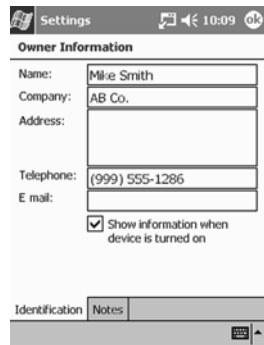 Settings 10:09 ok
Owner Information
Name: Mike Smith
Company: AB Co.
Address:
Telephone: (999) 555-1286
E mail:
Show information when
device is turned on
Identification Notes